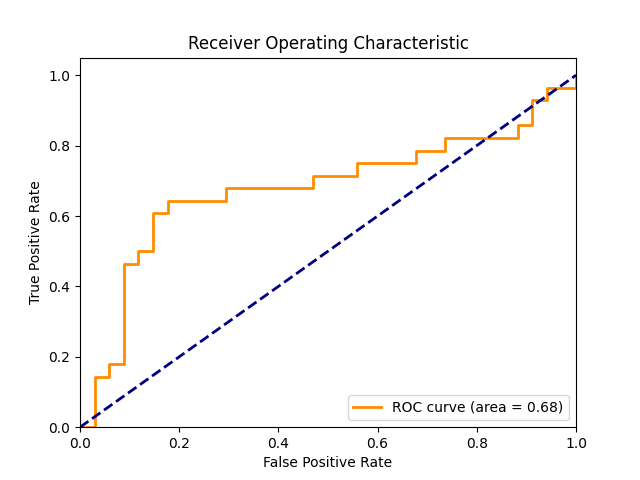 Receiver Operating Characteristic
1.0
0.8
0.6
0.4
0.2
0.0
True Positive Rate
ROC curve (area = 0.68)
0.0 0.2 0.4 0.6 0.8 1.0
False Positive Rate